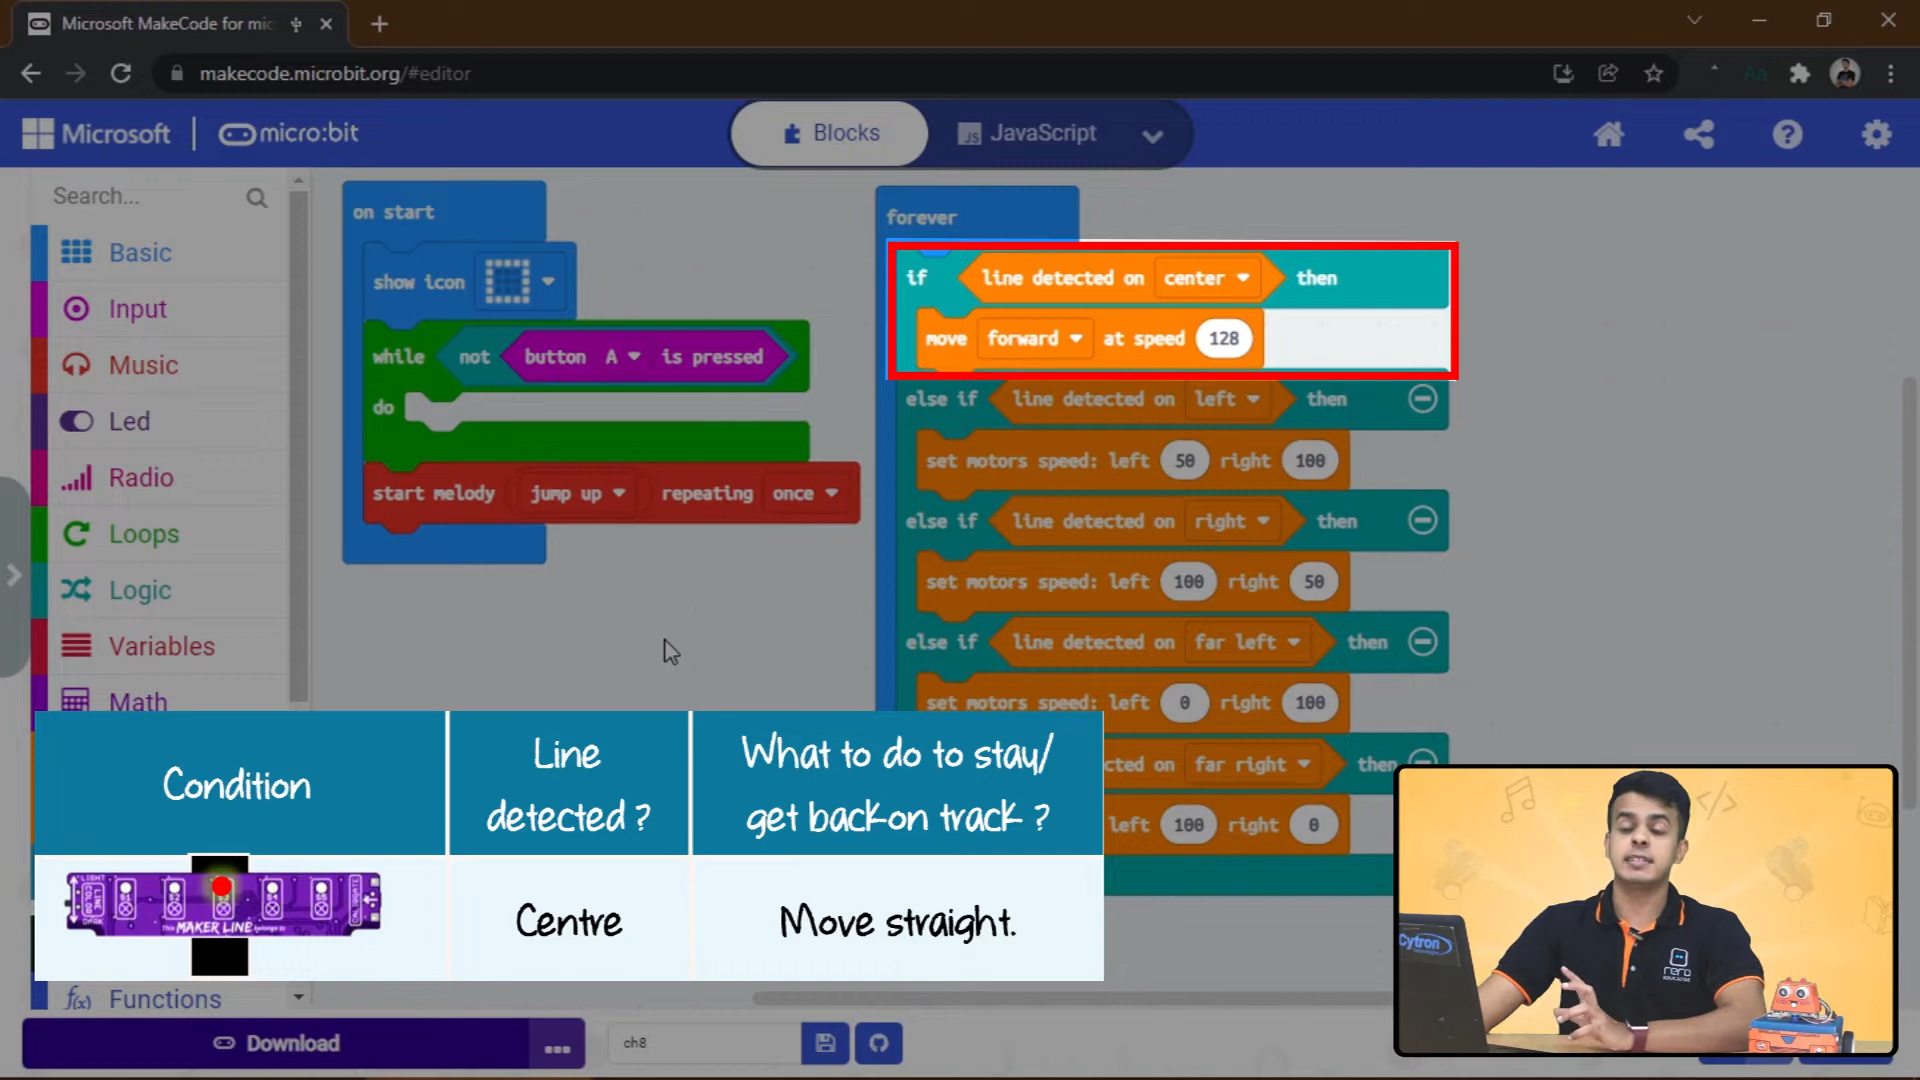 Microsoft MakeCode for mic
makecode.microbit.org/#editor
Microsoft
micro:bit
Blocks
JS JavaScript
Search...
Basic
Input
Music
Led
Radio
Loops
Logic
Variables
Math
f(x) Functions
on start
show icon
while not button A is pressed
do
start melody jump up repeating once
forever
if line detected on center then
move forward at speed 128
else if line detected on left then
set motors speed: left 50 right 100
else if line detected on right then
set motors speed: left 100 right 50
else if line detected on far left then
set motors speed: left 0 right 100
cted on far right then
left 100 right 0
Condition
Line
detected ?
What to do to stay/
get back on track ?
MAKER LINE
Centre
Move straight.
Download
ch8
Cytron
rero
EDUCATOR